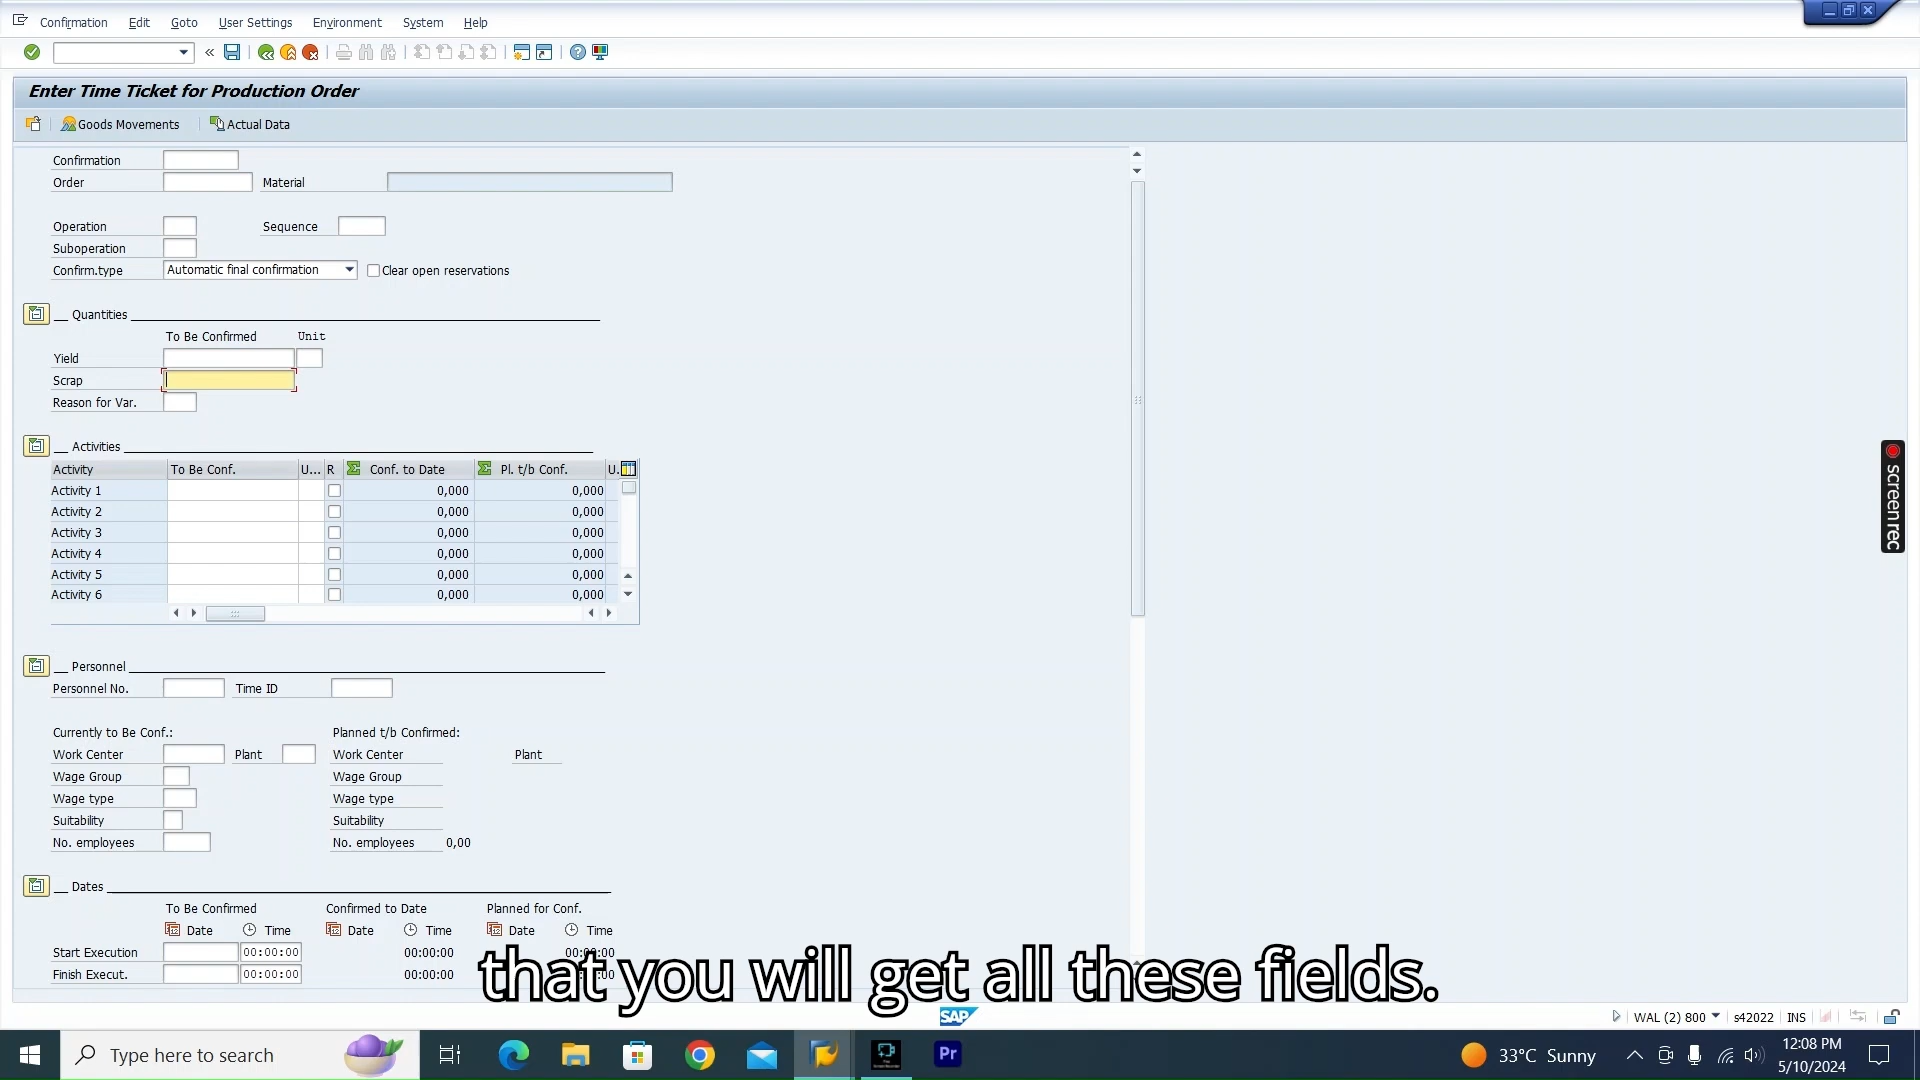 Confirmation Edit Goto User Settings Environment System Help
Enter Time Ticket for Production Order
Goods Movements Actual Data
Confirmation
Order Material
Operation Sequence
Suboperation
Confirm.type Automatic final confirmation Clear open reservations
Quantities
To Be Confirmed Unit
Yield
Scrap
Reason for Var.
Activities
Activity To Be Conf. U... R Conf. to Date Pl. t/b Conf. U.
Activity 1 0,000 0,000
Activity 2 0,000 0,000
Activity 3 0,000 0,000
Activity 4 0,000 0,000
Activity 5 0,000 0,000
Activity 6 0,000 0,000
Personnel
Personnel No. Time ID
Currently to Be Conf.: Planned t/b Confirmed:
Work Center Plant Work Center Plant
Wage Group Wage Group
Wage type Wage type
Suitability Suitability
No. employees No. employees 0,00
Dates
To Be Confirmed Confirmed to Date Planned for Conf.
Date Time Date Time Date Time
Start Execution 00:00:00 00:00:00 00:00:00
Finish Execut. 00:00:00 00:00:00
that you will get all these fields.
screenrec
SAP
WAL (2) 800 s42022 INS
Type here to search
Pr
33°C Sunny
12:08 PM
5/10/2024